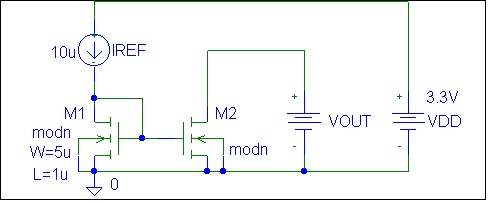 10u
IREF
M1
M2
3.3V
modn
VOUT
VDD
W=5u
modn
L=1u
0